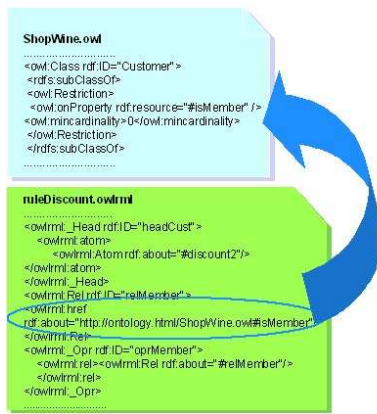 ShopWine.owl
............................
<owl:Class rdf:ID="Customer">
<rdfs:subClassOf>
<owl:Restriction>
<owl:onProperty rdf:resource="#isMember" />
<owl:mincardinality>0</owl:mincardinality>
</owl:Restriction>
</rdfs:subClassOf>
............................
ruleDiscount.owlrml
............................
<owlrml:_Head rdf:ID="headCust">
<owlrml:atom>
<owlrml:Atom rdf:about="#discount2"/>
</owlrml:atom>
</owlrml:_Head>
<owlrml:Rel rdf:ID="relMember">
<owlrml:href
rdf:about="http://ontology.html/ShopWine.owl#isMember"
</owlrml:Rel>
<owlrml:_Opr rdf:ID="oprMember">
<owlrml:rel><owlrml:Rel rdf:about="#relMember"/>
</owlrml:rel>
</owlrml:_Opr>
............................